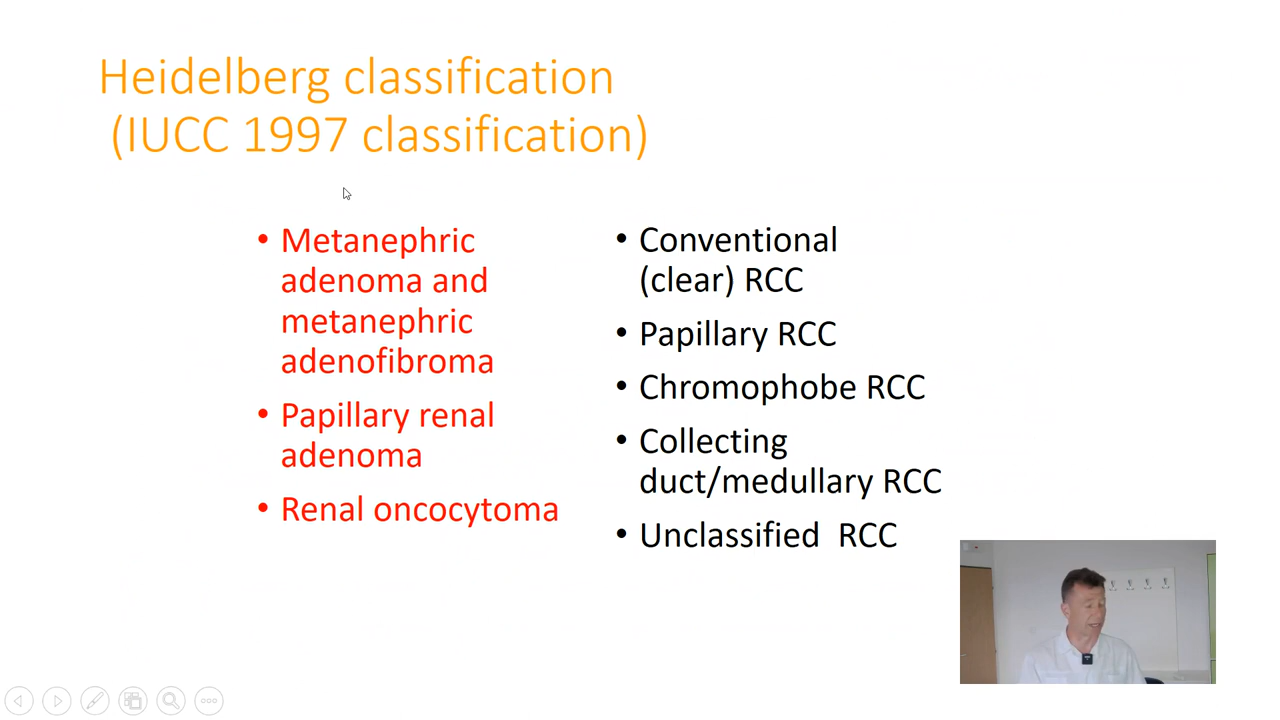 Heidelberg classification
(IUCC 1997 classification)
• Metanephric
adenoma and
metanephric
adenofibroma
• Papillary renal
adenoma
• Renal oncocytoma
• Conventional
(clear) RCC
• Papillary RCC
• Chromophobe RCC
• Collecting
duct/medullary RCC
• Unclassified RCC